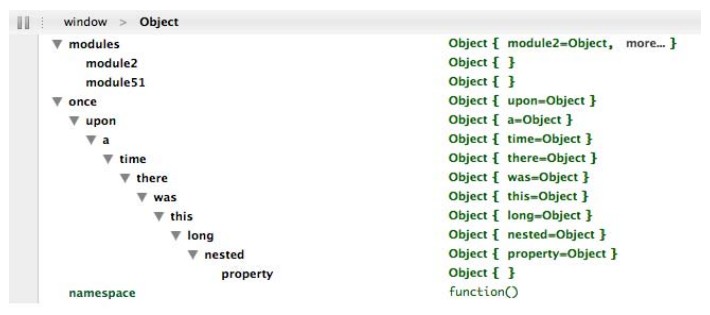 window > Object
modules Object { module2=Object, more... }
module2 Object { }
module51 Object { }
once Object { upon=Object }
upon Object { a=Object }
a Object { time=Object }
time Object { there=Object }
there Object { was=Object }
was Object { this=Object }
this Object { long=Object }
long Object { nested=Object }
nested Object { property=Object }
property Object { }
namespace function()